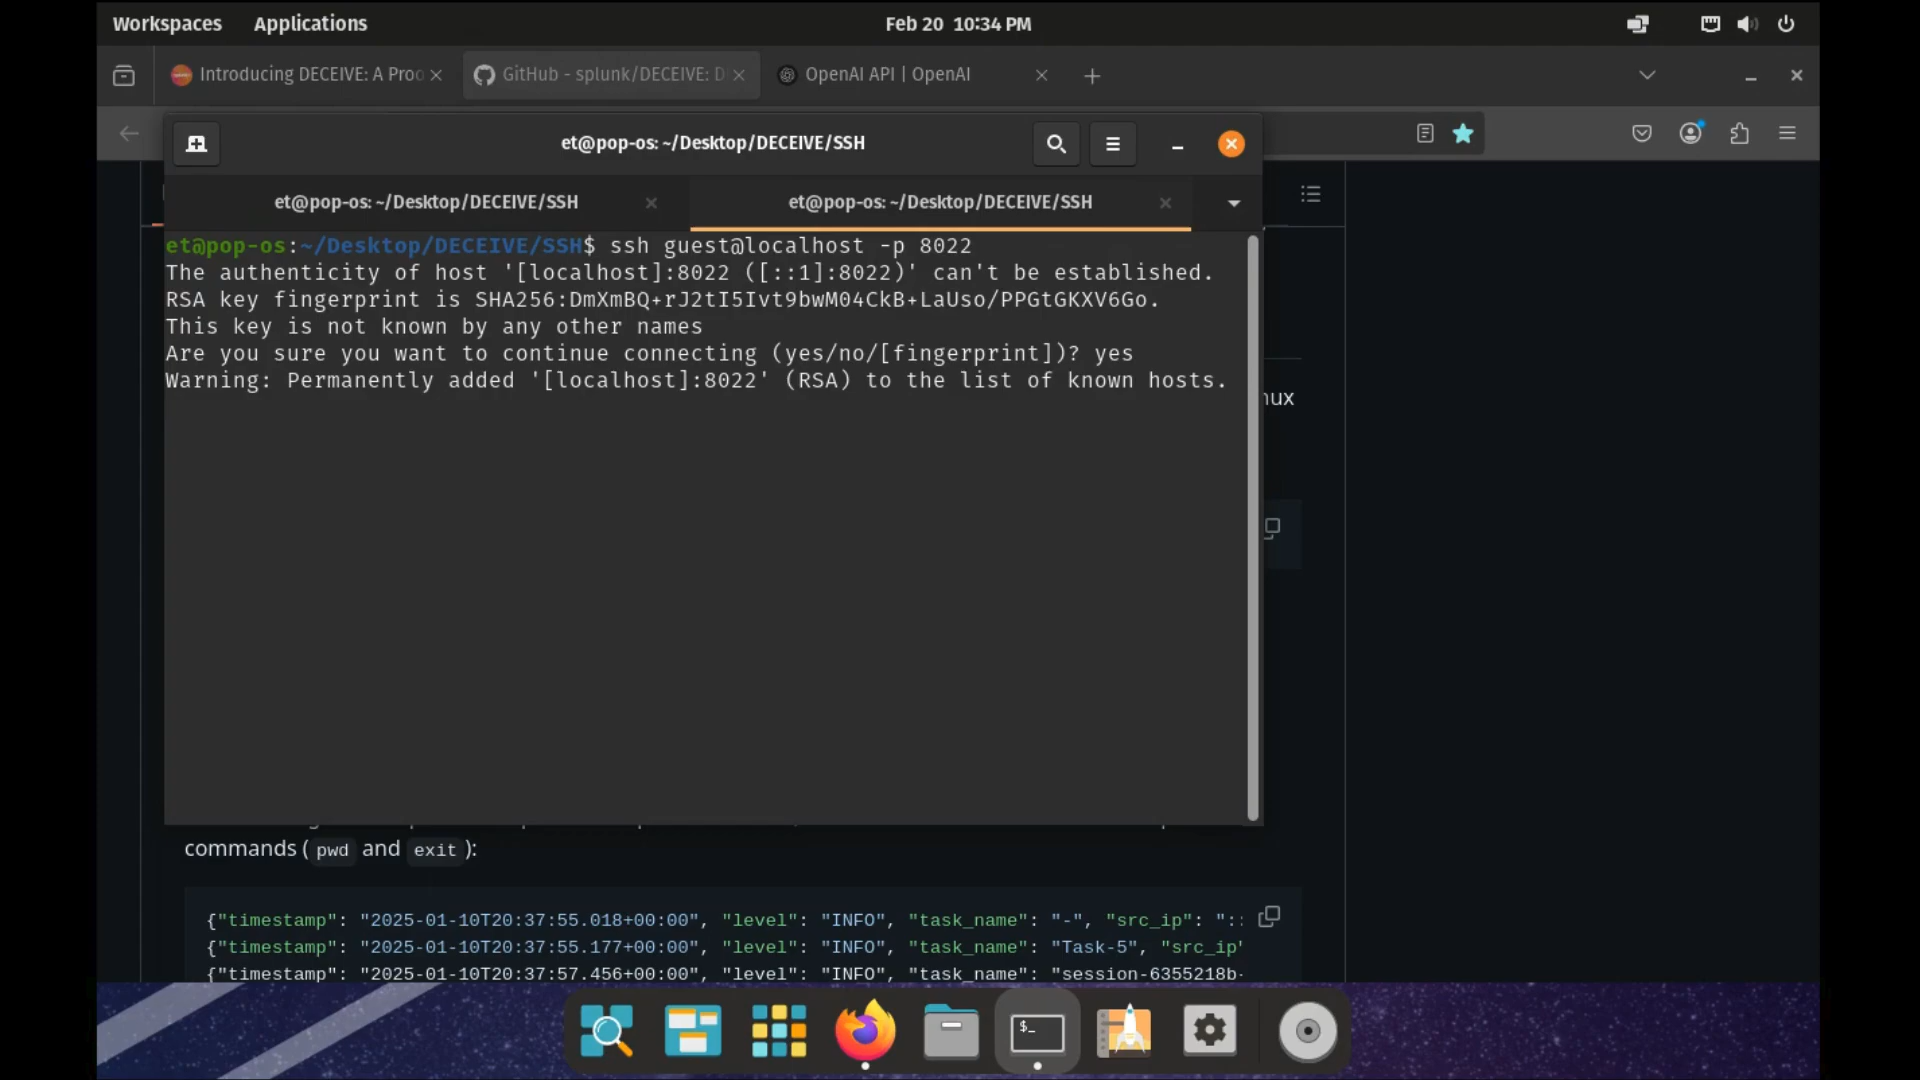 Workspaces Applications Feb 20 10:34 PM
Introducing DECEIVE: A Proo GitHub - splunk/DECEIVE: D OpenAI API | OpenAI
et@pop-os: ~/Desktop/DECEIVE/SSH
et@pop-os: ~/Desktop/DECEIVE/SSH et@pop-os: ~/Desktop/DECEIVE/SSH
et@pop-os:~/Desktop/DECEIVE/SSH$ ssh guest@localhost -p 8022
The authenticity of host '[localhost]:8022 ([::1]:8022)' can't be established.
RSA key fingerprint is SHA256:DmXmBQ+rJ2tI5Ivt9bwM04CkB+LaUso/PPGtGKXV6Go.
This key is not known by any other names
Are you sure you want to continue connecting (yes/no/[fingerprint])? yes
Warning: Permanently added '[localhost]:8022' (RSA) to the list of known hosts.
commands ( pwd and exit ):
{"timestamp": "2025-01-10T20:37:55.018+00:00", "level": "INFO", "task_name": "-", "src_ip": "::
{"timestamp": "2025-01-10T20:37:55.177+00:00", "level": "INFO", "task_name": "Task-5", "src_ip"
{"timestamp": "2025-01-10T20:37:57.456+00:00", "level": "INFO", "task_name": "session-6355218b-